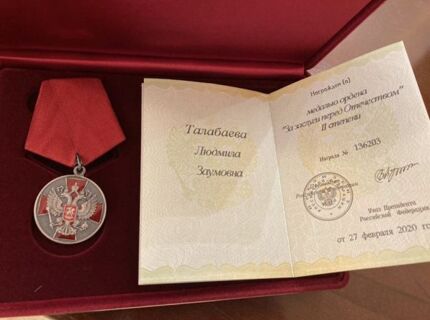 Талабаева
Людмила
Заумовна
Награжден (а)
медалью ордена
"За заслуги перед Отечеством"
II степени
Награда № 136203
Указ Президента
Российской Федерации
от 27 февраля 2020 го